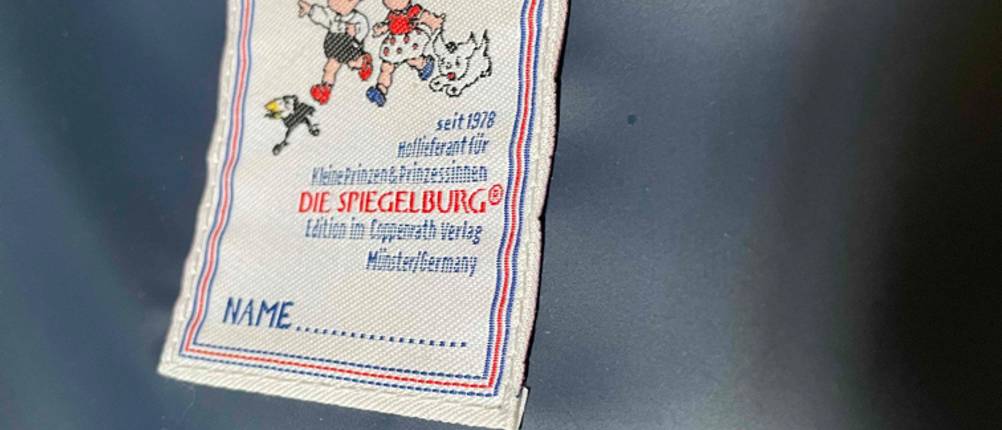 seit 1978
Hoflieferant für
Kleine Prinzen & Prinzessinnen
DIE SPIEGELBURG®
Edition im Coppenrath Verlag
Münster/Germany
NAME................